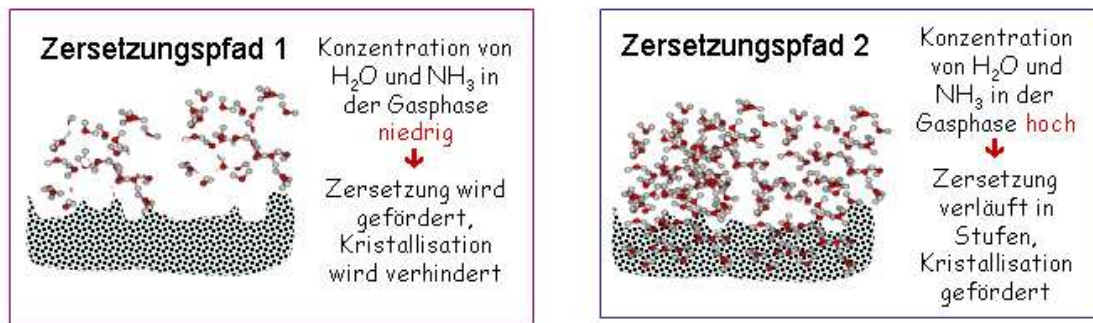 Zersetzungspfad 1
Konzentration von
H₂O und NH₃ in
der Gasphase
niedrig
Zersetzung wird
gefördert,
Kristallisation
wird verhindert
Zersetzungspfad 2
Konzentration
von H₂O und
NH₃ in der
Gasphase hoch
Zersetzung
verläuft in
Stufen,
Kristallisation
gefördert